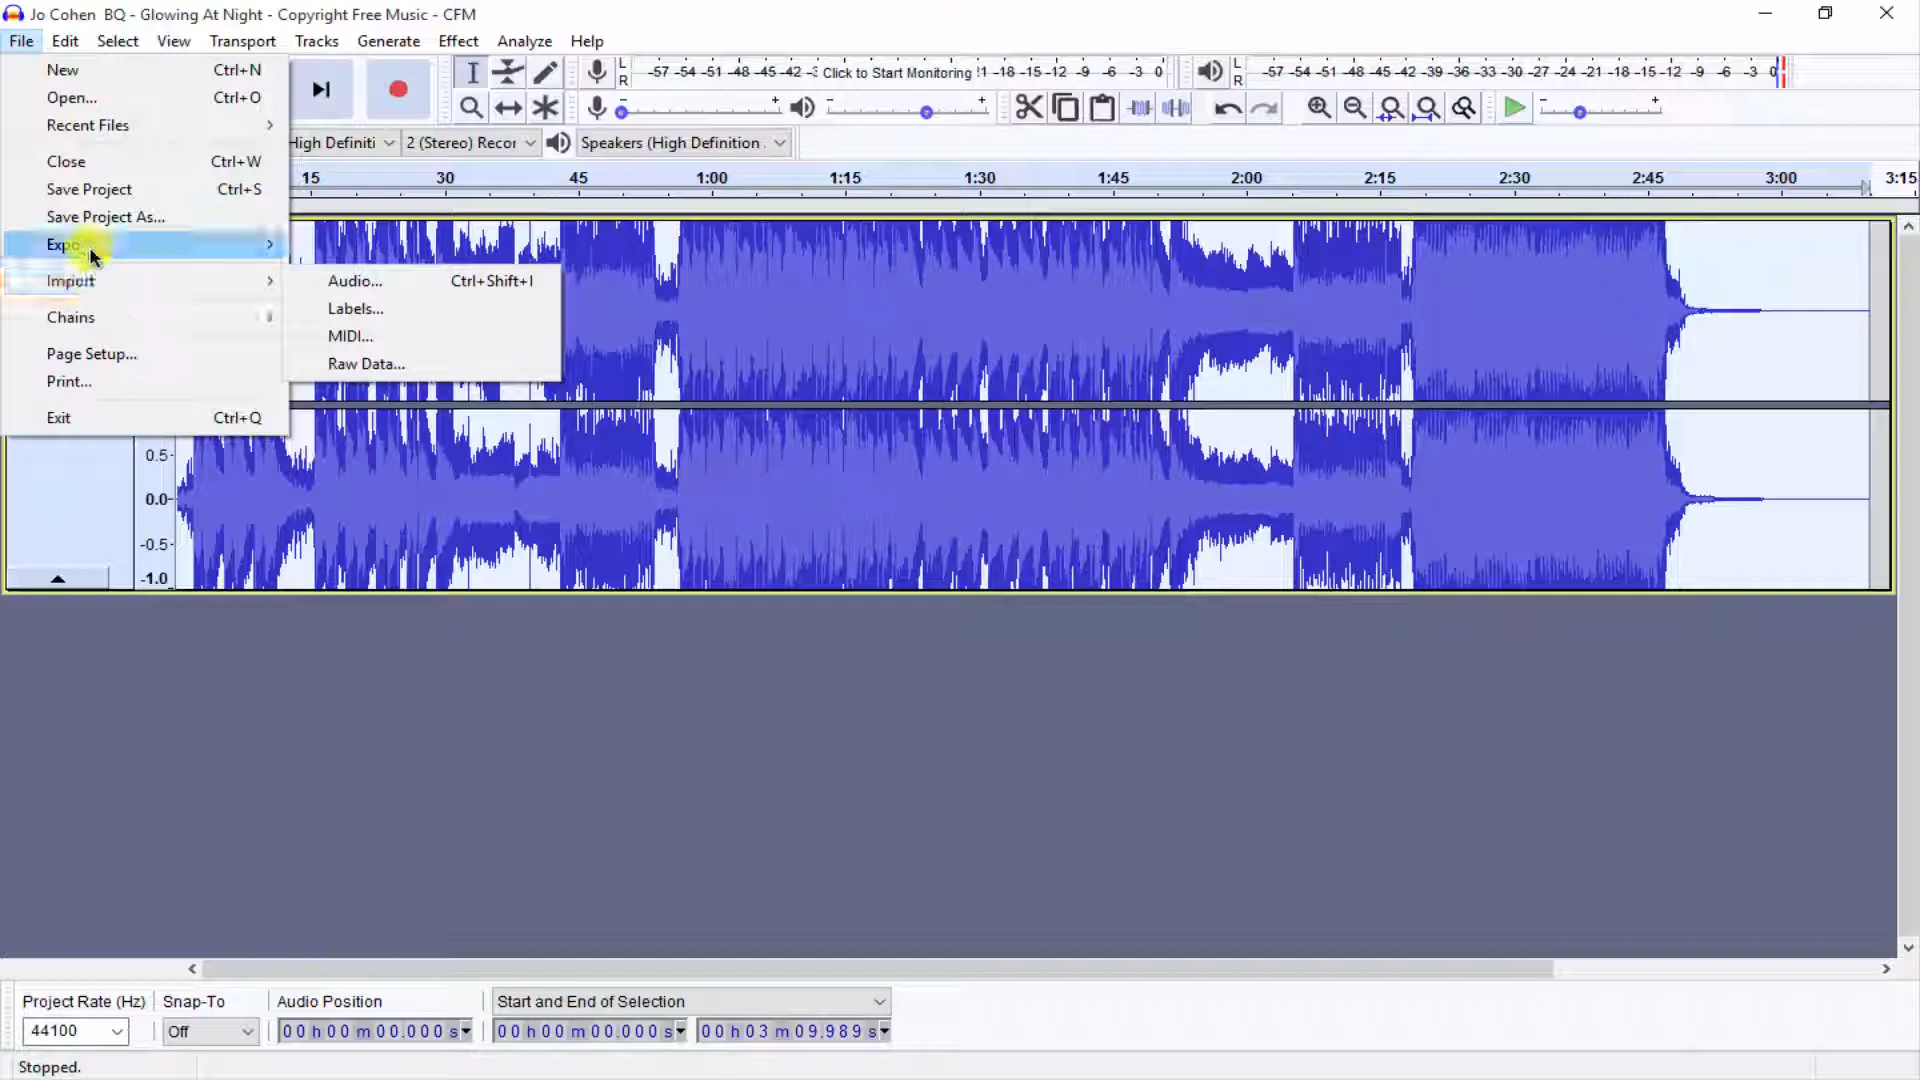 Jo Cohen  BQ - Glowing At Night - Copyright Free Music - CFM
File Edit Select View Transport Tracks Generate Effect Analyze Help
New Ctrl+N
Open... Ctrl+O
Recent Files
Close Ctrl+W
Save Project Ctrl+S
Save Project As...
Expo
Import
Chains
Page Setup...
Print...
Exit Ctrl+Q
Audio... Ctrl+Shift+I
Labels...
MIDI...
Raw Data...
L
R
-57 -54 -51 -48 -45 -42 -3 Click to Start Monitoring !1 -18 -15 -12 -9 -6 -3 0
L
R
-57 -54 -51 -48 -45 -42 -39 -36 -33 -30 -27 -24 -21 -18 -15 -12 -9 -6 -3 0
- + - +
- +
High Definiti 2 (Stereo) Recor Speakers (High Definition .
15 30 45 1:00 1:15 1:30 1:45 2:00 2:15 2:30 2:45 3:00 3:15
0.5
0.0
-0.5
-1.0
Project Rate (Hz) Snap-To Audio Position Start and End of Selection
44100 Off 00 h 00 m 00.000 s 00 h 00 m 00.000 s 00 h 03 m 09.989 s
Stopped.